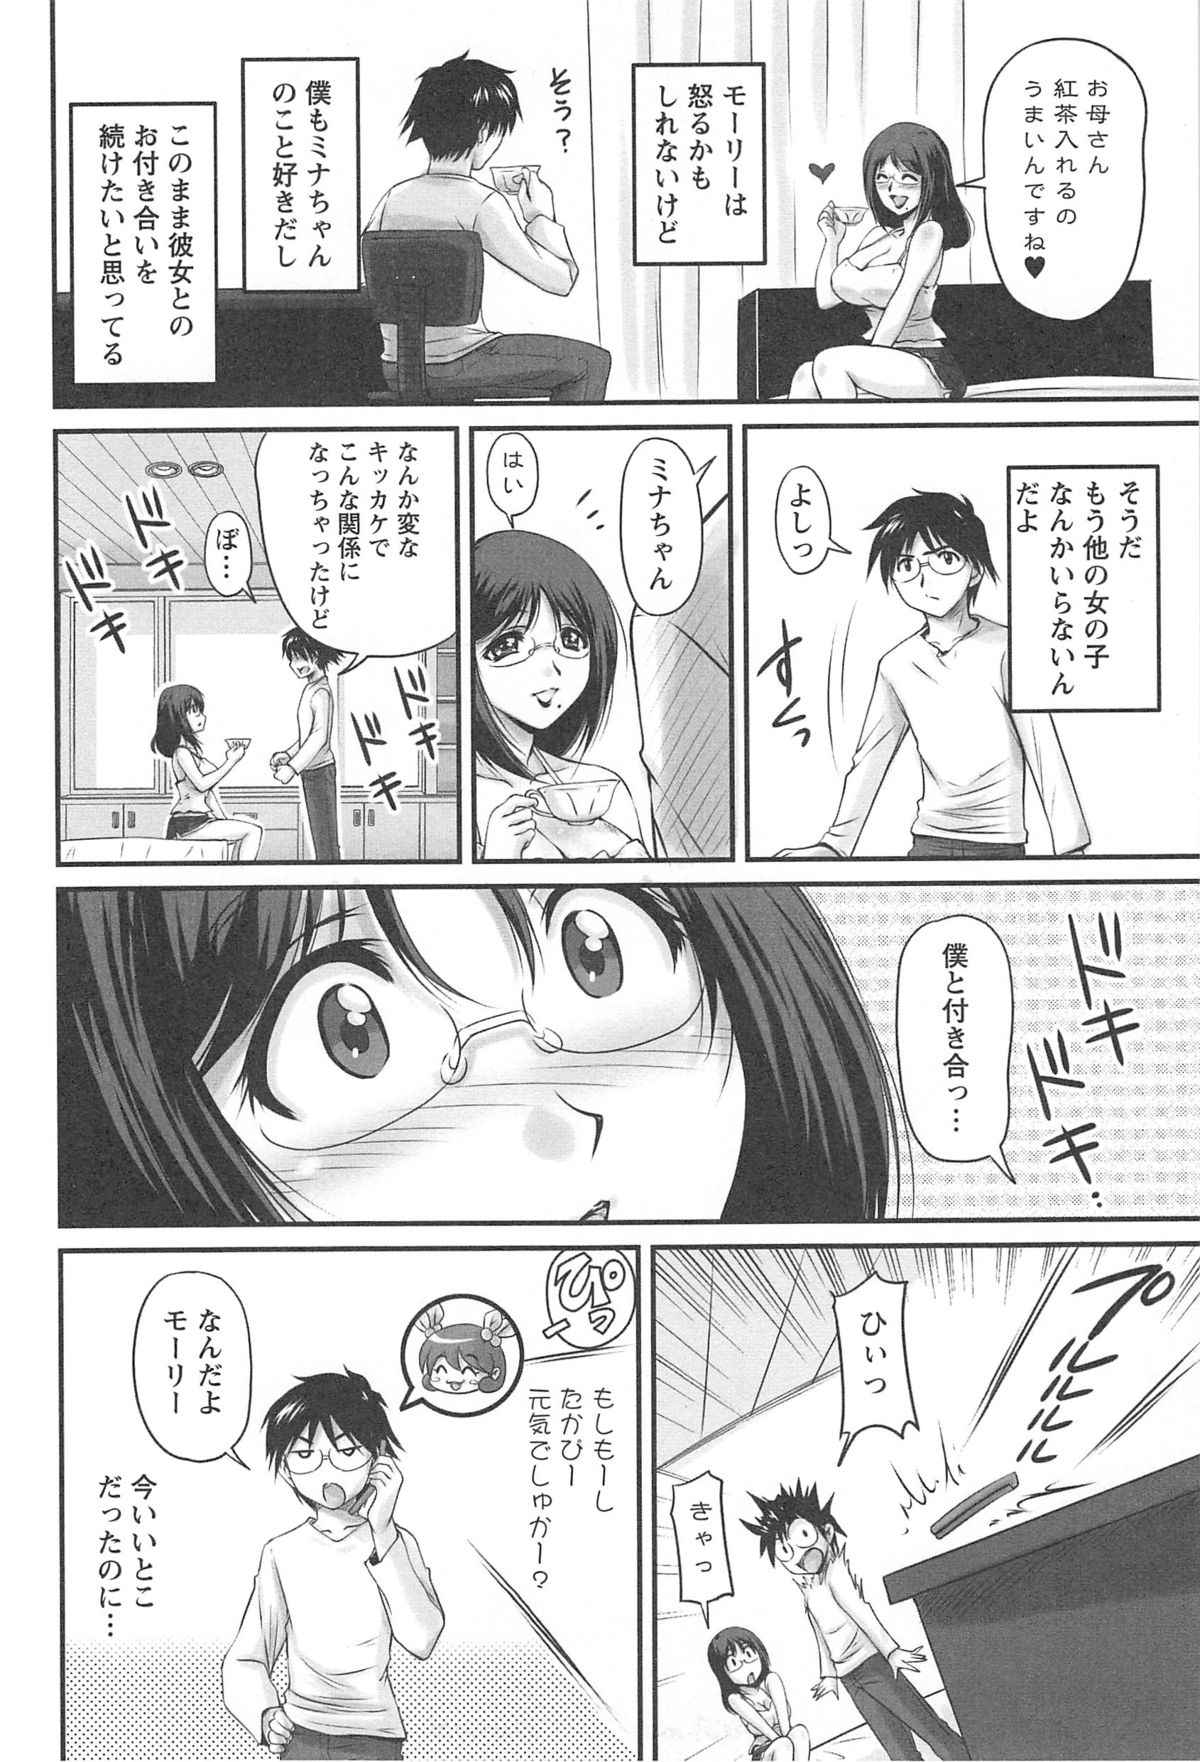 お母さん
紅茶入れるの
うまいんですね♥
モーリーは
怒るかも
しれないけど
そう?
僕もミナちゃん
のこと好きだし
このまま彼女との
お付き合いを
続けたいと思ってる
そうだ
もう他の女の子
なんかいらないん
だよ
よしっ
すくっ
ミナちゃん
はい
なんか変な
キッカケで
こんな関係に
なっちゃったけど
ぽ…
ドキ
ドキ
ドキ
ドキ
ドキ
ドキ…
僕と付き合っ…
プルルルルル
ひぃっ
きゃっ
ぴっ
もしもーし
たかぴー
元気でしゅかー?
なんだよ
モーリー
今いいとこ
だったのに…